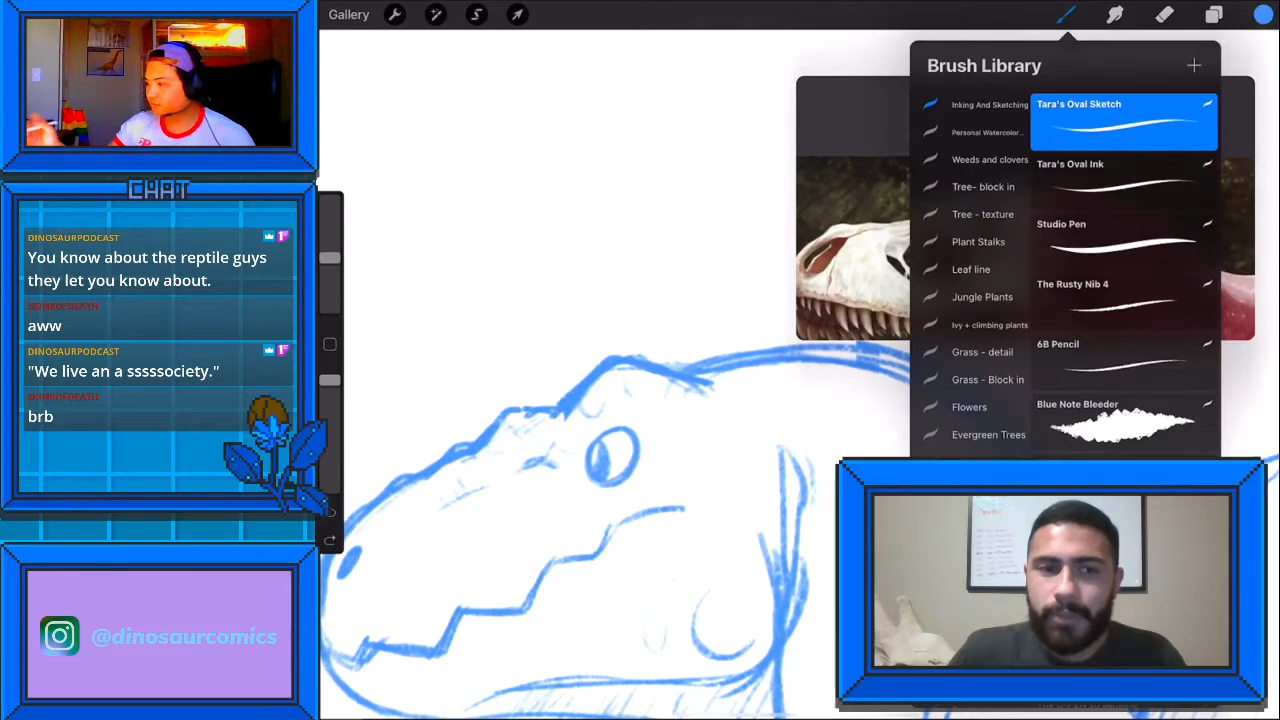 Gallery
Brush Library
Inking And Sketching
Personal Watercolor...
Weeds and clovers
Tree- block in
Tree - texture
Plant Stalks
Leaf line
Jungle Plants
Ivy + climbing plants
Grass - detail
Grass - Block in
Flowers
Evergreen Trees
Tara's Oval Sketch
Tara's Oval Ink
Studio Pen
The Rusty Nib 4
6B Pencil
Blue Note Bleeder
CHAT
DINOSAURPODCAST
You know about the reptile guys
they let you know about.
aww
DINOSAURPODCAST
"We live an a sssssociety."
brb
@dinosaurcomics